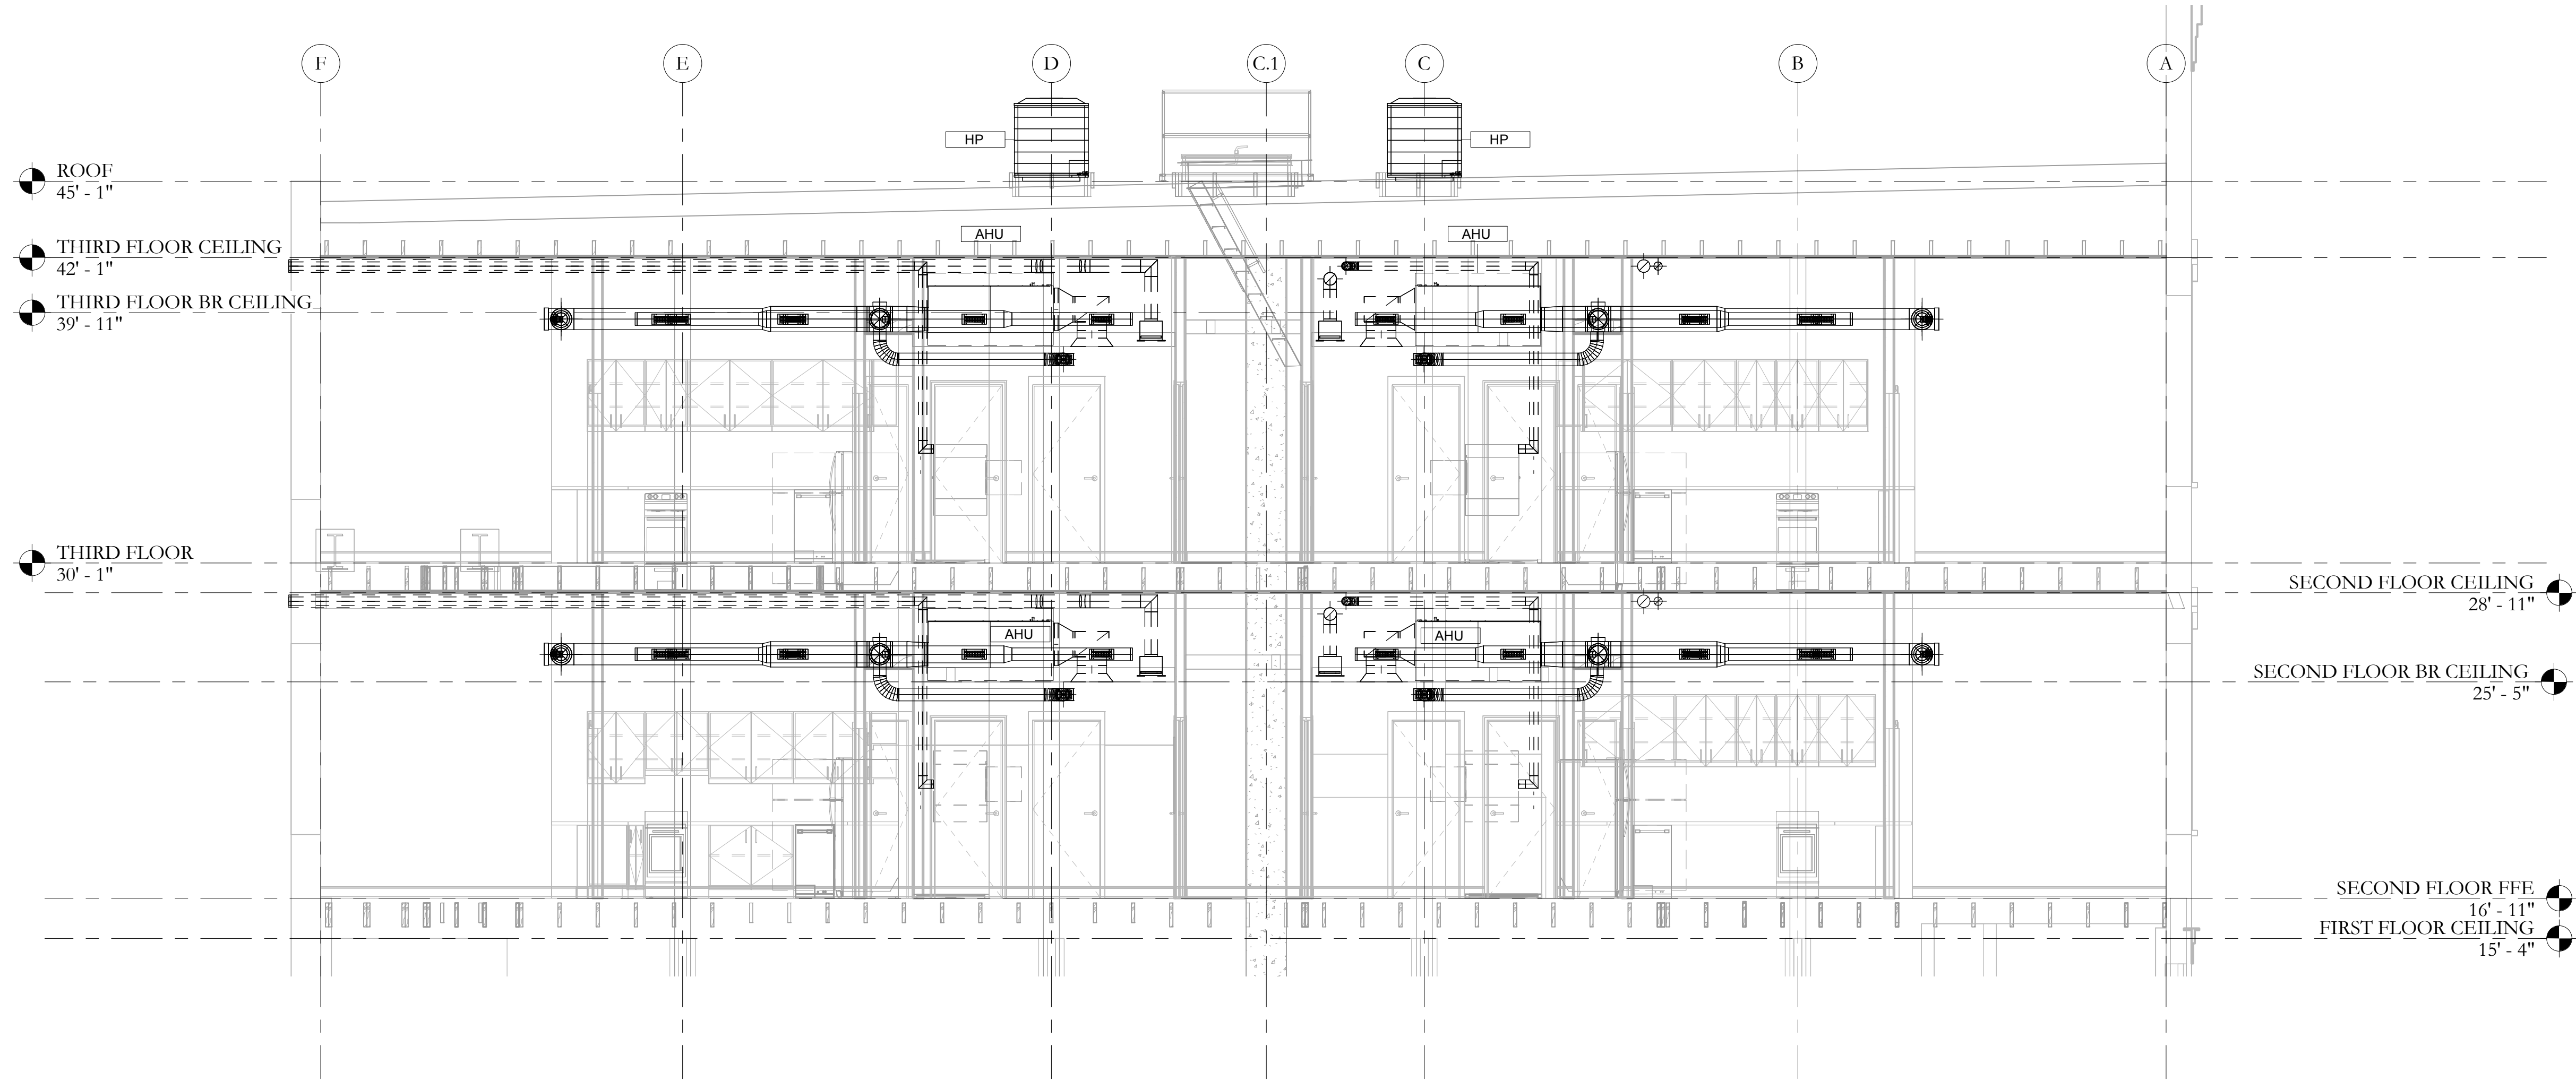 F
E
D
C.1
C
B
A
HP
HP
ROOF
45' - 1"
AHU
AHU
THIRD FLOOR CEILING
42' - 1"
THIRD FLOOR BR CEILING
39' - 11"
THIRD FLOOR
30' - 1"
SECOND FLOOR CEILING
28' - 11"
AHU
AHU
SECOND FLOOR BR CEILING
25' - 5"
SECOND FLOOR FFE
16' - 11"
FIRST FLOOR CEILING
15' - 4"